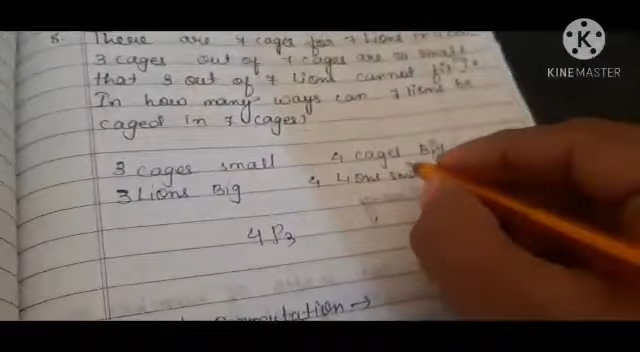 8. There are 7 cages for 7 lions in a
3 cages out of 7 cages are so small
that 3 out of 7 lions cannot fit
In how many ways can 7 lions be
caged in 7 cages?
3 cages small 4 cages Big
3 Lions Big 4 Lions
4P3
KINEMASTER